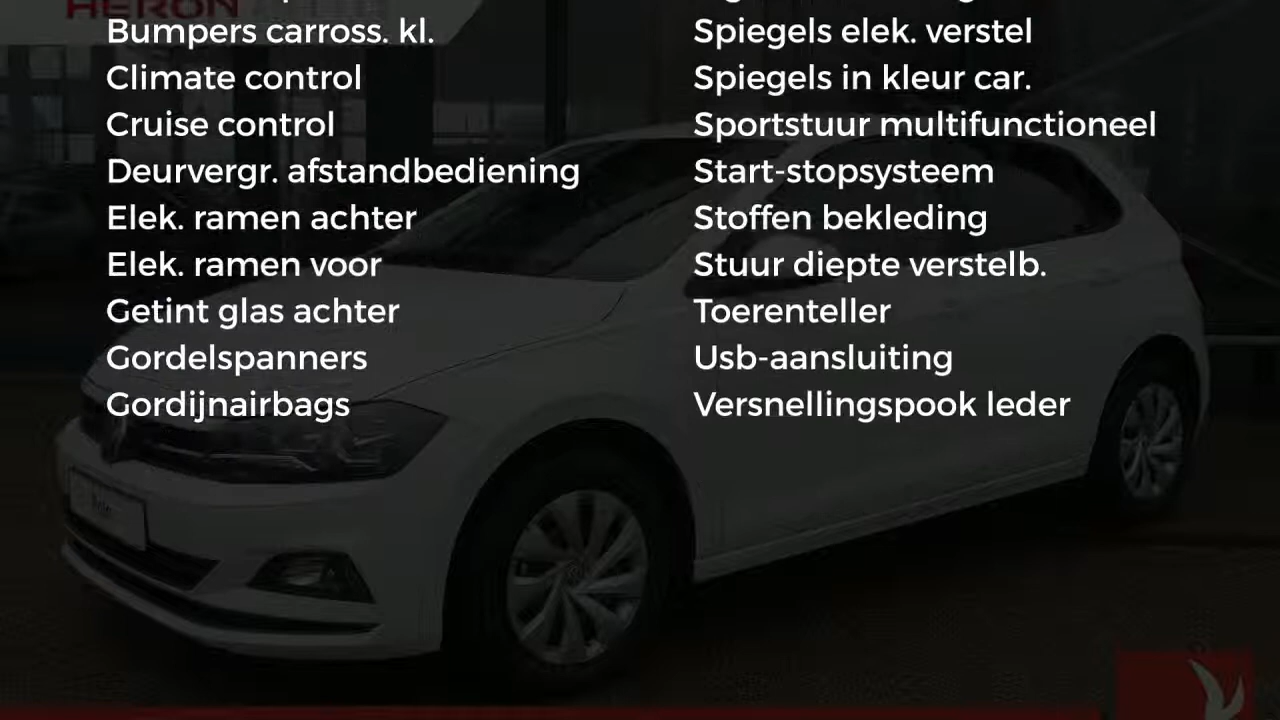 HERON
Bumpers carross. kl.
Climate control
Cruise control
Deurvergr. afstandbediening
Elek. ramen achter
Elek. ramen voor
Getint glas achter
Gordelspanners
Gordijnairbags
Spiegels elek. verstel
Spiegels in kleur car.
Sportstuur multifunctioneel
Start-stopsysteem
Stoffen bekleding
Stuur diepte verstelb.
Toerenteller
Usb-aansluiting
Versnellingspook leder